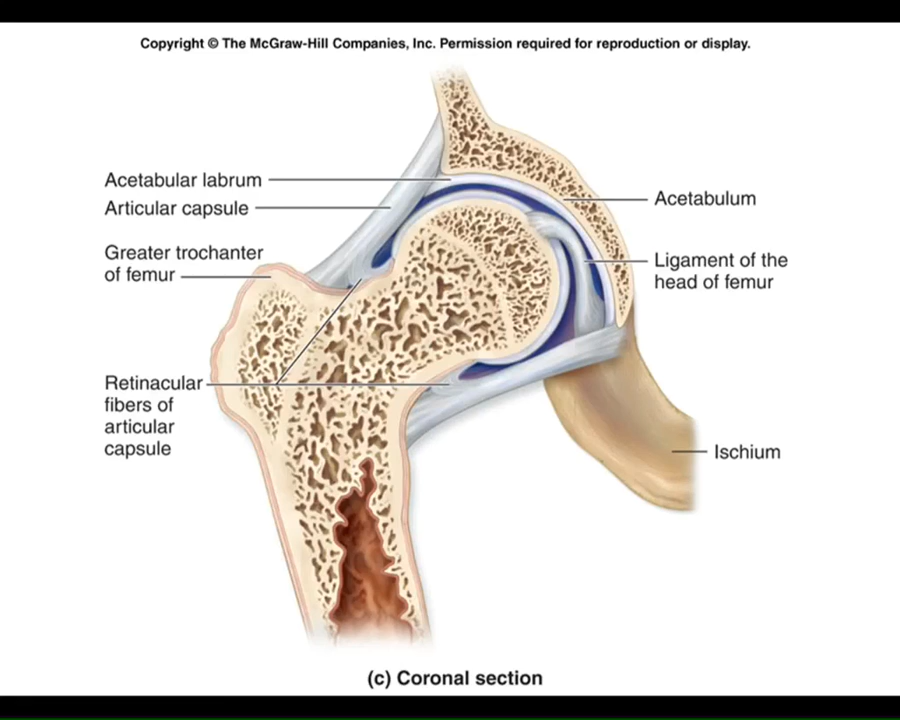 Copyright © The McGraw-Hill Companies, Inc. Permission required for reproduction or display.
Acetabular labrum
Articular capsule
Greater trochanter
of femur
Retinacular
fibers of
articular
capsule
Acetabulum
Ligament of the
head of femur
Ischium
(c) Coronal section